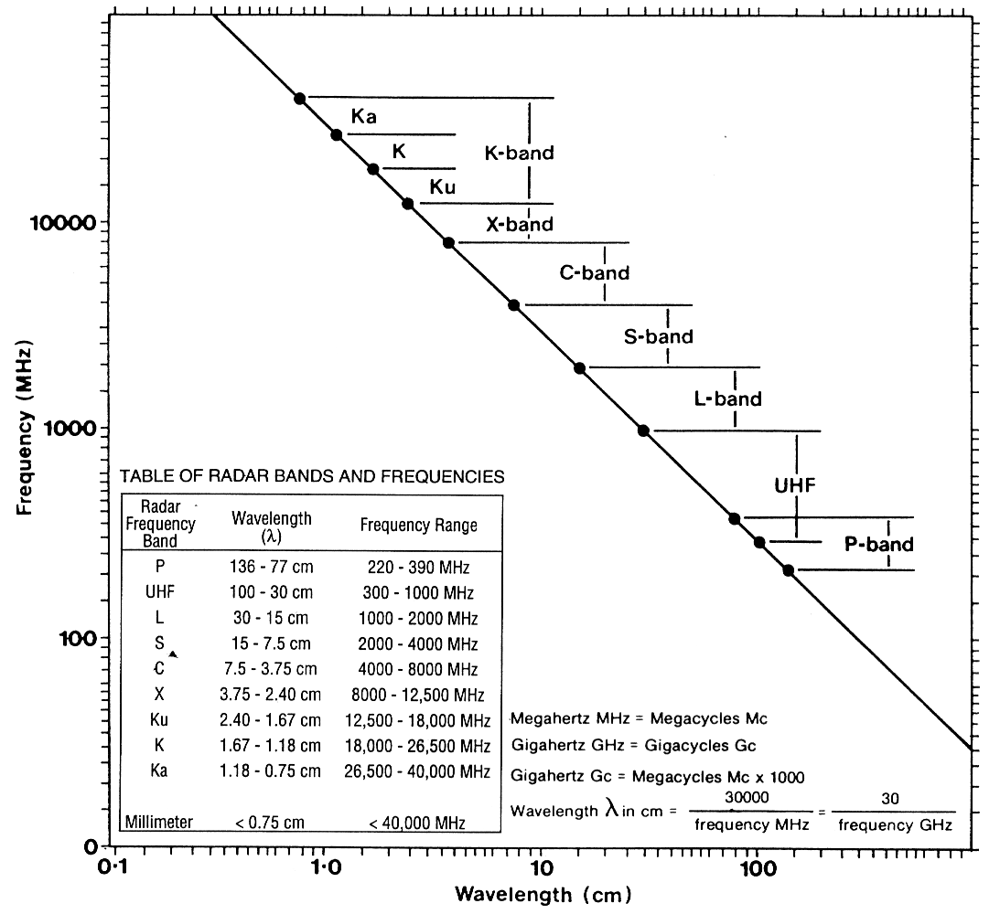 Ka
K
K-band
Ku
10000
X-band
C-band
S-band
Frequency (MHz)
L-band
1000
TABLE OF RADAR BANDS AND FREQUENCIES
UHF
P-band
Radar Frequency Band Wavelength (λ) Frequency Range
P 136 - 77 cm 220 - 390 MHz
UHF 100 - 30 cm 300 - 1000 MHz
L 30 - 15 cm 1000 - 2000 MHz
S 15 - 7.5 cm 2000 - 4000 MHz
C 7.5 - 3.75 cm 4000 - 8000 MHz
X 3.75 - 2.40 cm 8000 - 12,500 MHz
Ku 2.40 - 1.67 cm 12,500 - 18,000 MHz
K 1.67 - 1.18 cm 18,000 - 26,500 MHz
Ka 1.18 - 0.75 cm 26,500 - 40,000 MHz
Millimeter < 0.75 cm < 40,000 MHz
100
Megahertz MHz = Megacycles Mc
Gigahertz GHz = Gigacycles Gc
Gigahertz Gc = Megacycles Mc x 1000
Wavelength λ in cm = 30000 / frequency MHz = 30 / frequency GHz
0
0·1 1·0 10 100
Wavelength (cm)